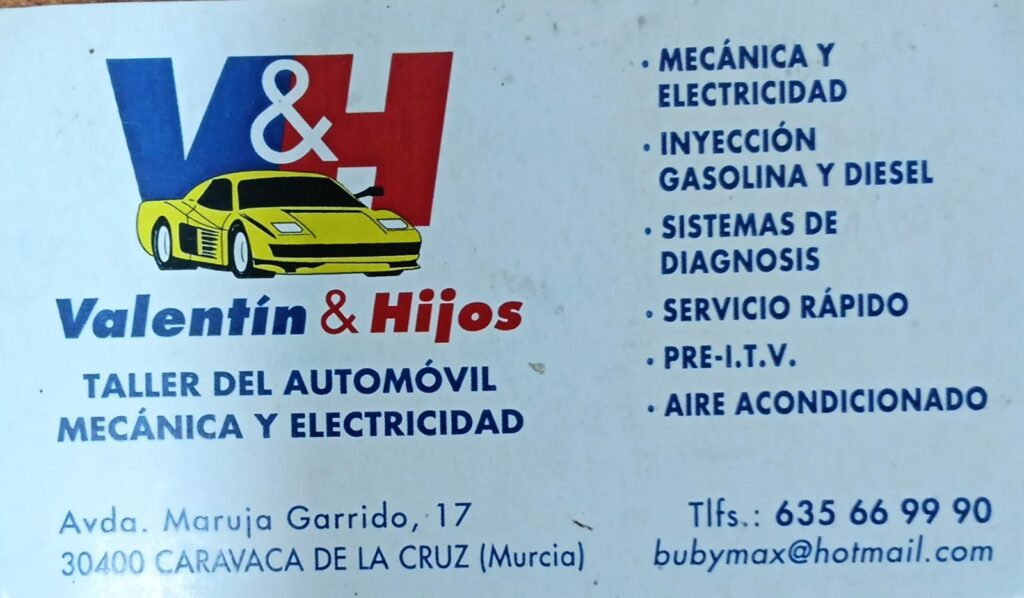 V&H
Valentín & Hijos
TALLER DEL AUTOMÓVIL
MECÁNICA Y ELECTRICIDAD
Avda. Maruja Garrido, 17
30400 CARAVACA DE LA CRUZ (Murcia)
· MECÁNICA Y
ELECTRICIDAD
· INYECCIÓN
GASOLINA Y DIESEL
· SISTEMAS DE
DIAGNOSIS
· SERVICIO RÁPIDO
· PRE-I.T.V.
· AIRE ACONDICIONADO
Tlfs.: 635 66 99 90
bubymax@hotmail.com